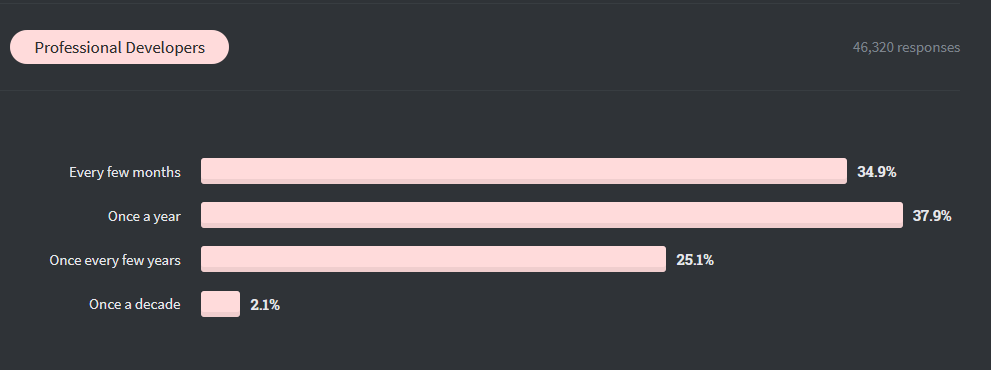 Professional Developers
46,320 responses
Every few months 34.9%
Once a year 37.9%
Once every few years 25.1%
Once a decade 2.1%